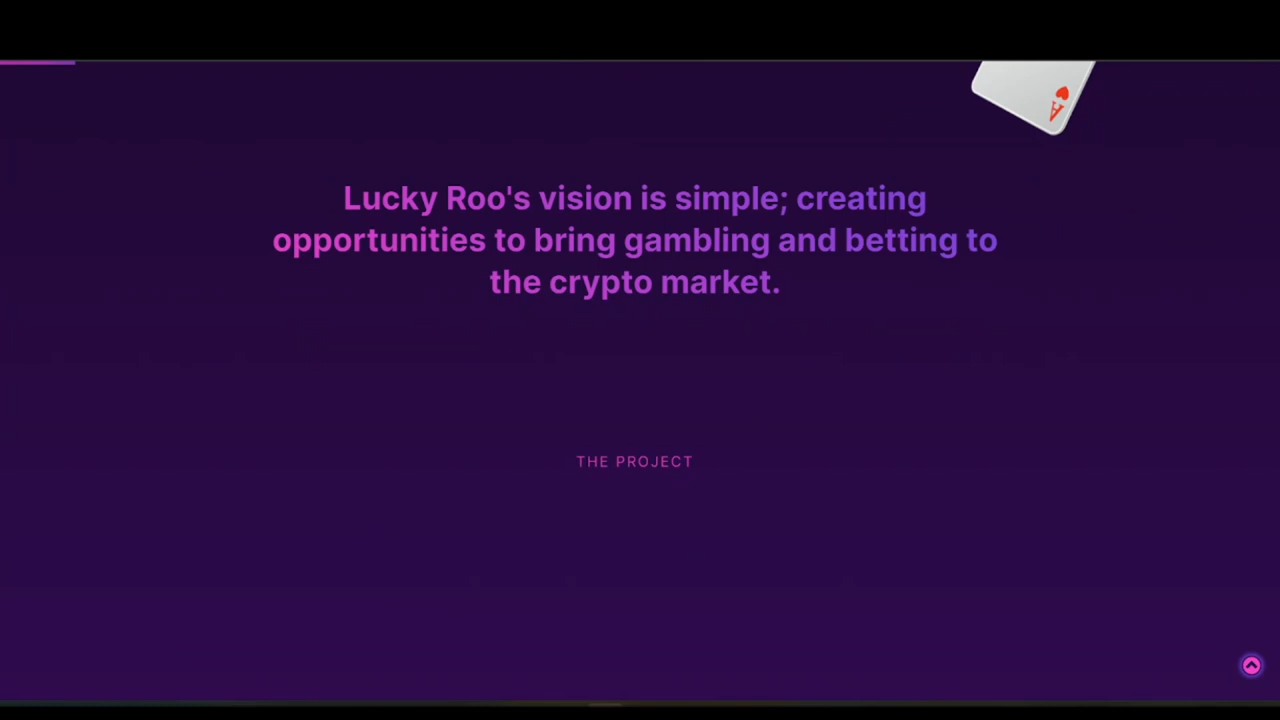 A
Lucky Roo's vision is simple; creating
opportunities to bring gambling and betting to
the crypto market.
THE PROJECT